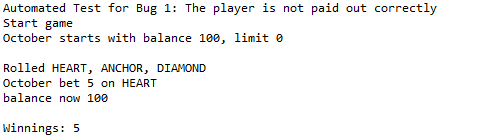 Automated Test for Bug 1: The player is not paid out correctly
Start game
October starts with balance 100, limit 0
Rolled HEART, ANCHOR, DIAMOND
October bet 5 on HEART
balance now 100
Winnings: 5